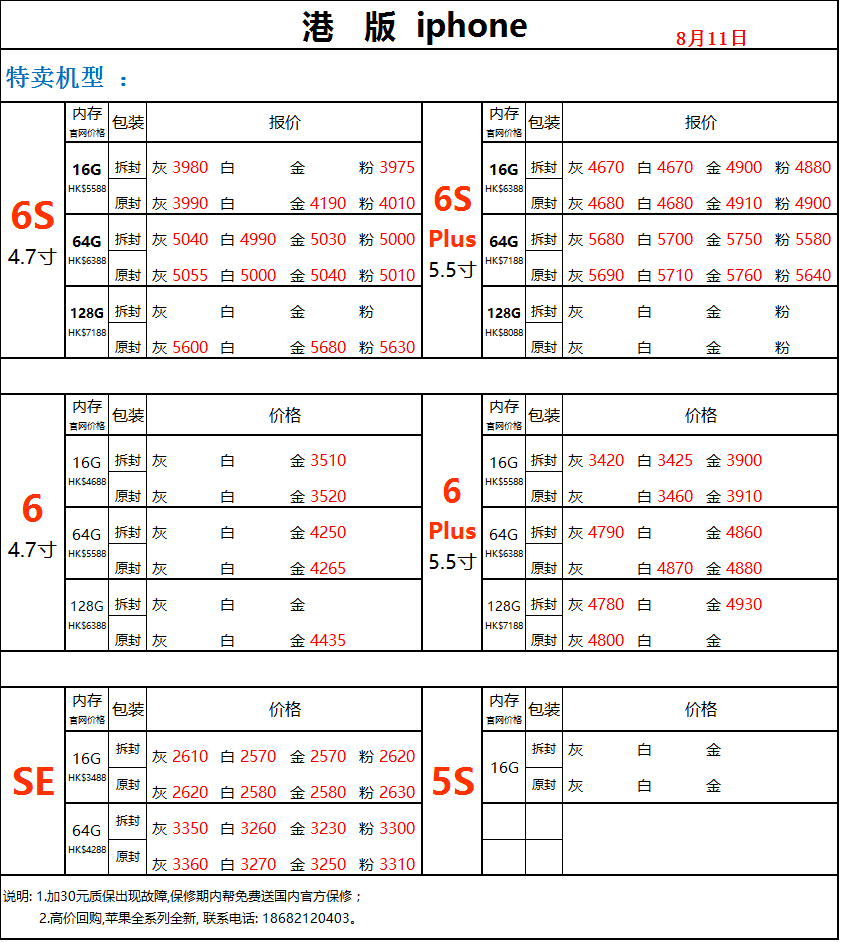 港 版 iphone
8月11日
特卖机型 ：
6S
4.7寸
内存
官网价格
包装
报价
16G
HK$5588
拆封 灰 3980 白 金 粉 3975
原封 灰 3990 白 金 4190 粉 4010
64G
HK$6388
拆封 灰 5040 白 4990 金 5030 粉 5000
原封 灰 5055 白 5000 金 5040 粉 5010
128G
HK$7188
拆封 灰 白 金 粉
原封 灰 5600 白 金 5680 粉 5630
6S
Plus
5.5寸
内存
官网价格
包装
报价
16G
HK$6388
拆封 灰 4670 白 4670 金 4900 粉 4880
原封 灰 4680 白 4680 金 4910 粉 4900
64G
HK$7188
拆封 灰 5680 白 5700 金 5750 粉 5580
原封 灰 5690 白 5710 金 5760 粉 5640
128G
HK$8088
拆封 灰 白 金 粉
原封 灰 白 金 粉
6
4.7寸
内存
官网价格
包装
价格
16G
HK$4688
拆封 灰 白 金 3510
原封 灰 白 金 3520
64G
HK$5588
拆封 灰 白 金 4250
原封 灰 白 金 4265
128G
HK$6388
拆封 灰 白 金
原封 灰 白 金 4435
6
Plus
5.5寸
内存
官网价格
包装
价格
16G
HK$5588
拆封 灰 3420 白 3425 金 3900
原封 灰 白 3460 金 3910
64G
HK$6388
拆封 灰 4790 白 金 4860
原封 灰 白 4870 金 4880
128G
HK$7188
拆封 灰 4780 白 金 4930
原封 灰 4800 白 金
SE
内存
官网价格
包装
价格
16G
HK$3488
拆封 灰 2610 白 2570 金 2570 粉 2620
原封 灰 2620 白 2580 金 2580 粉 2630
64G
HK$4288
拆封 灰 3350 白 3260 金 3230 粉 3300
原封 灰 3360 白 3270 金 3250 粉 3310
5S
内存
官网价格
包装
价格
16G
拆封 灰 白 金
原封 灰 白 金
说明: 1.加30元质保出现故障,保修期内帮免费送国内官方保修；
2.高价回购,苹果全系列全新, 联系电话: 18682120403。